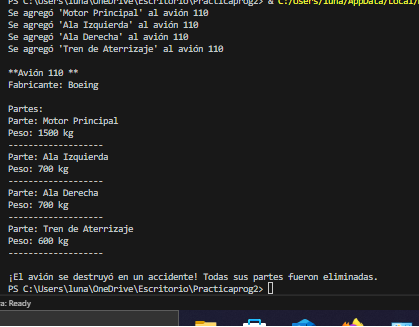 PS C:\Users\luna\OneDrive\Escritorio\Practicaprog2> & C:/Users/luna/AppData/Local/
Se agregó 'Motor Principal' al avión 110
Se agregó 'Ala Izquierda' al avión 110
Se agregó 'Ala Derecha' al avión 110
Se agregó 'Tren de Aterrizaje' al avión 110
**Avión 110 **
Fabricante: Boeing
Partes:
Parte: Motor Principal
Peso: 1500 kg
-------------------
Parte: Ala Izquierda
Peso: 700 kg
-------------------
Parte: Ala Derecha
Peso: 700 kg
-------------------
Parte: Tren de Aterrizaje
Peso: 600 kg
-------------------
¡El avión se destruyó en un accidente! Todas sus partes fueron eliminadas.
PS C:\Users\luna\OneDrive\Escritorio\Practicaprog2>
va: Ready